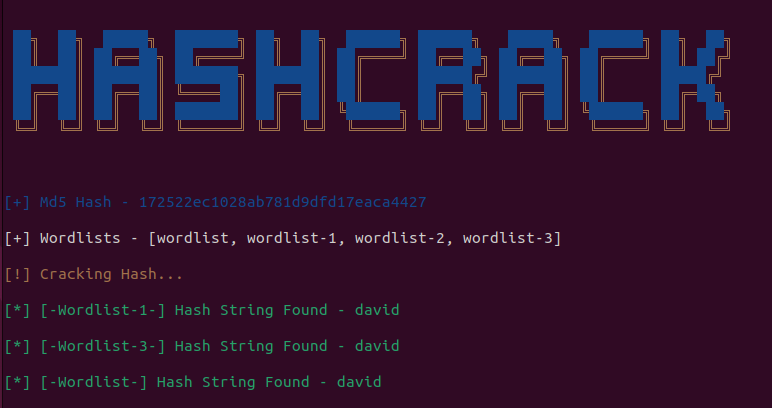 HASHCRACK
[+] Md5 Hash - 172522ec1028ab781d9dfd17eaca4427
[+] Wordlists - [wordlist, wordlist-1, wordlist-2, wordlist-3]
[!] Cracking Hash...
[*] [-Wordlist-1-] Hash String Found - david
[*] [-Wordlist-3-] Hash String Found - david
[*] [-Wordlist-] Hash String Found - david